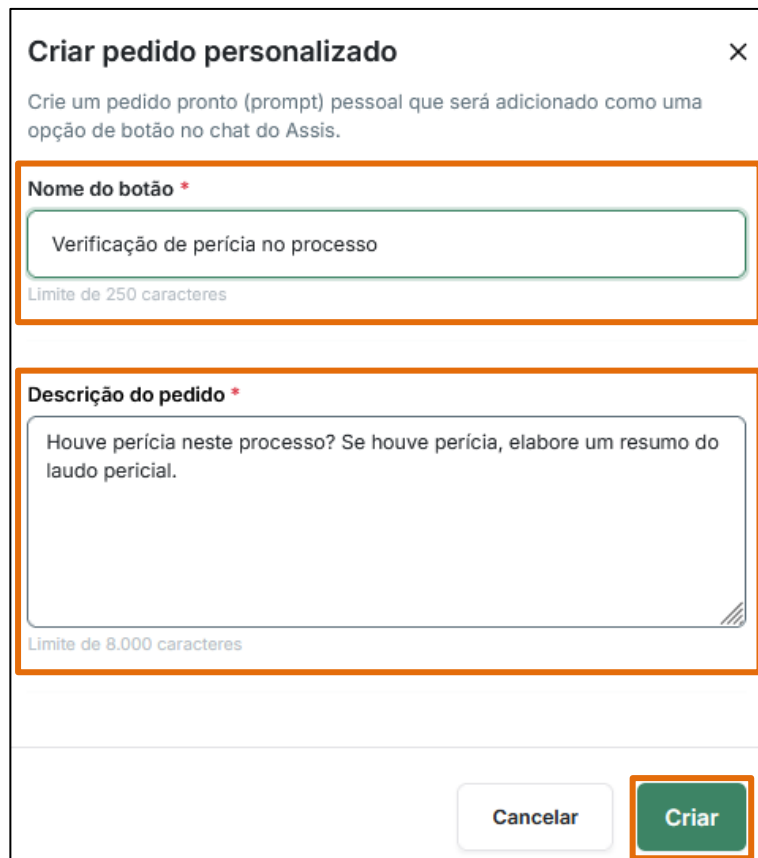 Criar pedido personalizado
Crie um pedido pronto (prompt) pessoal que será adicionado como uma
opção de botão no chat do Assis.
Nome do botão *
Verificação de perícia no processo
Limite de 250 caracteres
Descrição do pedido *
Houve perícia neste processo? Se houve perícia, elabore um resumo do
laudo pericial.
Limite de 8.000 caracteres
Cancelar
Criar